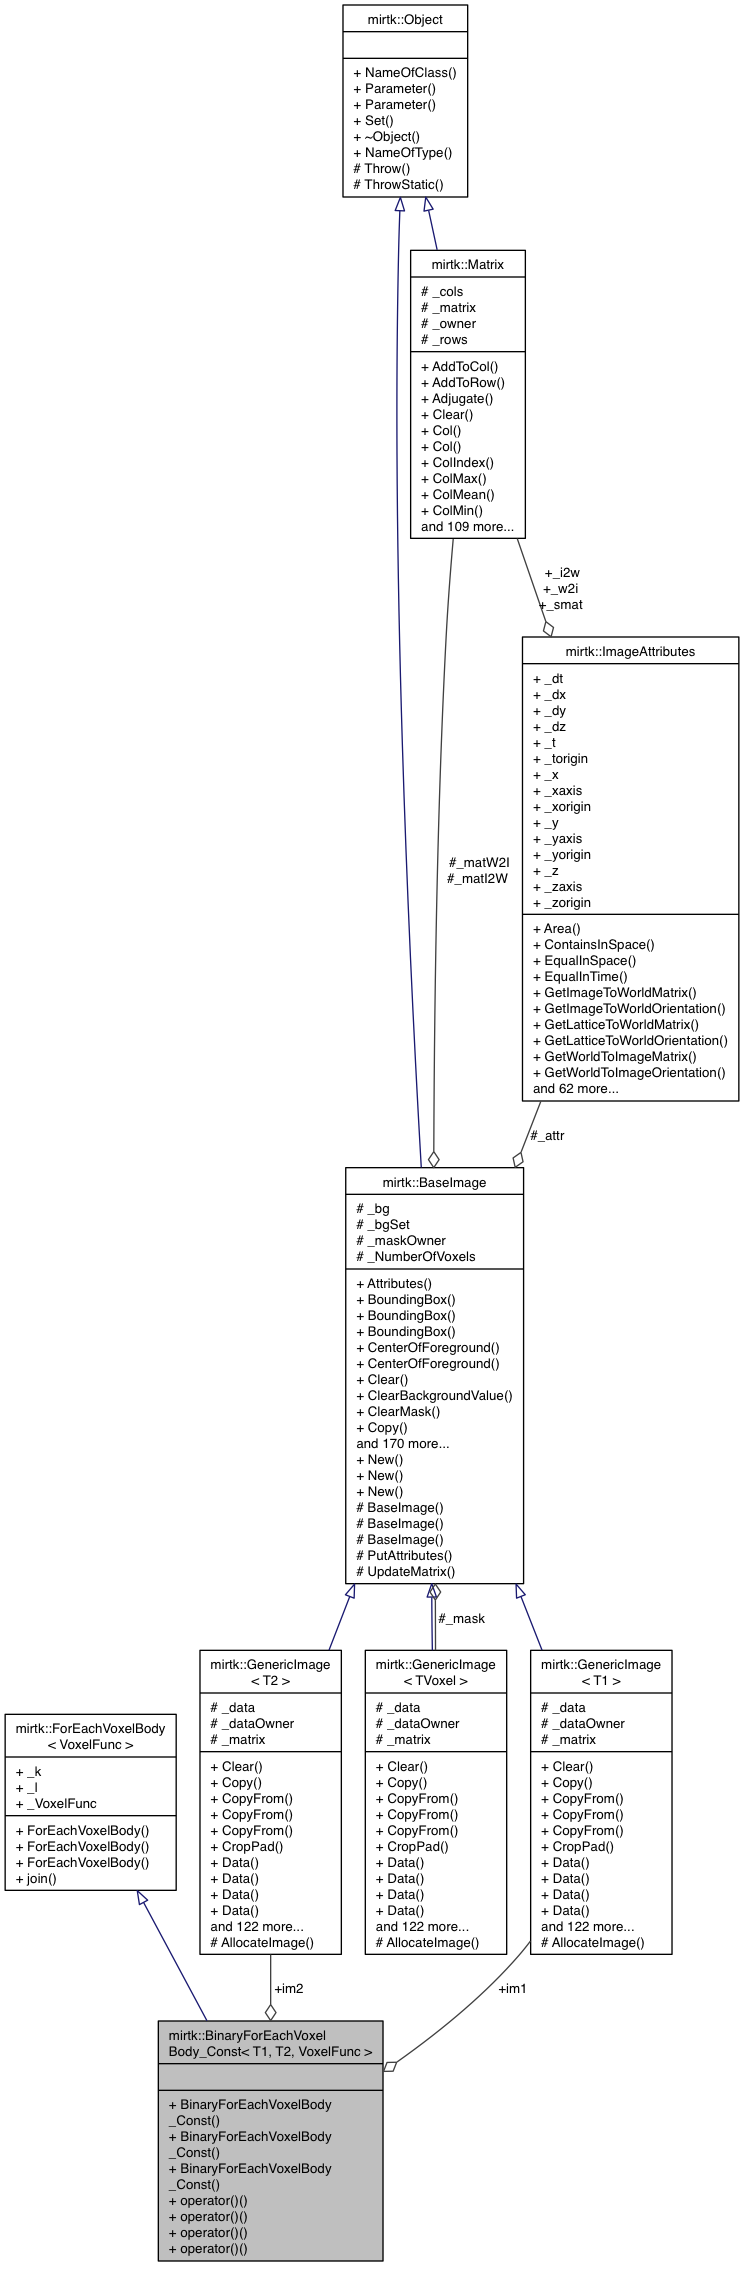 mirtk::Object
+ NameOfClass()
+ Parameter()
+ Parameter()
+ Set()
+ ~Object()
+ NameOfType()
# Throw()
# ThrowStatic()
mirtk::Matrix
# _cols
# _matrix
# _owner
# _rows
+ AddToCol()
+ AddToRow()
+ Adjugate()
+ Clear()
+ Col()
+ Col()
+ ColIndex()
+ ColMax()
+ ColMean()
+ ColMin()
and 109 more...
+_i2w
+_w2i
+_smat
mirtk::ImageAttributes
+ _dt
+ _dx
+ _dy
+ _dz
+ _t
+ _torigin
+ _x
+ _xaxis
+ _xorigin
+ _y
+ _yaxis
+ _yorigin
+ _z
+ _zaxis
+ _zorigin
+ Area()
+ ContainsInSpace()
+ EqualInSpace()
+ EqualInTime()
+ GetImageToWorldMatrix()
+ GetImageToWorldOrientation()
+ GetLatticeToWorldMatrix()
+ GetLatticeToWorldOrientation()
+ GetWorldToImageMatrix()
+ GetWorldToImageOrientation()
and 62 more...
#_matW2I
#_matI2W
#_attr
mirtk::BaseImage
# _bg
# _bgSet
# _maskOwner
# _NumberOfVoxels
+ Attributes()
+ BoundingBox()
+ BoundingBox()
+ BoundingBox()
+ CenterOfForeground()
+ CenterOfForeground()
+ Clear()
+ ClearBackgroundValue()
+ ClearMask()
+ Copy()
and 170 more...
+ New()
+ New()
+ New()
# BaseImage()
# BaseImage()
# BaseImage()
# PutAttributes()
# UpdateMatrix()
#_mask
mirtk::GenericImage
< T2 >
# _data
# _dataOwner
# _matrix
+ Clear()
+ Copy()
+ CopyFrom()
+ CopyFrom()
+ CopyFrom()
+ CropPad()
+ Data()
+ Data()
+ Data()
+ Data()
and 122 more...
# AllocateImage()
mirtk::GenericImage
< TVoxel >
# _data
# _dataOwner
# _matrix
+ Clear()
+ Copy()
+ CopyFrom()
+ CopyFrom()
+ CopyFrom()
+ CropPad()
+ Data()
+ Data()
+ Data()
+ Data()
and 122 more...
# AllocateImage()
mirtk::GenericImage
< T1 >
# _data
# _dataOwner
# _matrix
+ Clear()
+ Copy()
+ CopyFrom()
+ CopyFrom()
+ CopyFrom()
+ CropPad()
+ Data()
+ Data()
+ Data()
+ Data()
and 122 more...
# AllocateImage()
mirtk::ForEachVoxelBody
< VoxelFunc >
+ _k
+ _l
+ _VoxelFunc
+ ForEachVoxelBody()
+ ForEachVoxelBody()
+ ForEachVoxelBody()
+ join()
+im2
+im1
mirtk::BinaryForEachVoxel
Body_Const< T1, T2, VoxelFunc >
+ BinaryForEachVoxelBody
_Const()
+ BinaryForEachVoxelBody
_Const()
+ BinaryForEachVoxelBody
_Const()
+ operator()()
+ operator()()
+ operator()()
+ operator()()